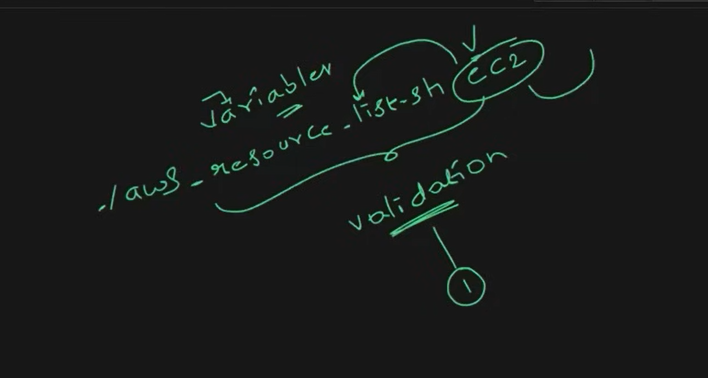 Variables
./aws_resource_list.sh ec2
validation
1